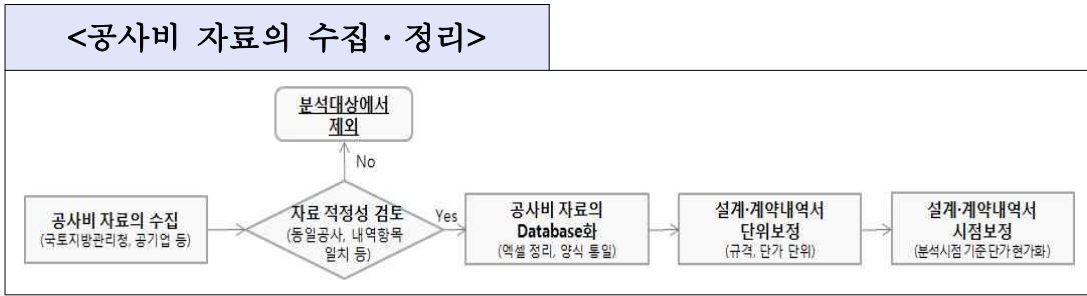 <공사비 자료의 수집·정리>
분석대상에서
제외
No
공사비 자료의 수집
(국토지방관리청, 공기업 등)
자료 적정성 검토
(동일공사, 내역항목
일치 등)
Yes
공사비 자료의
Database화
(엑셀 정리, 양식 통일)
설계·계약내역서
단위보정
(규격, 단가 단위)
설계·계약내역서
시점보정
(분석시점 기준 단가 현가화)